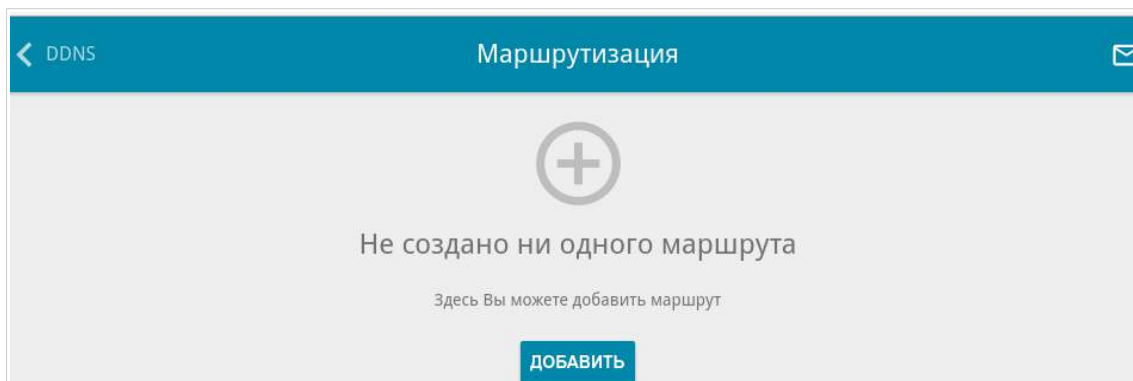 DDNS
Маршрутизация
Не создано ни одного маршрута
Здесь Вы можете добавить маршрут
ДОБАВИТЬ